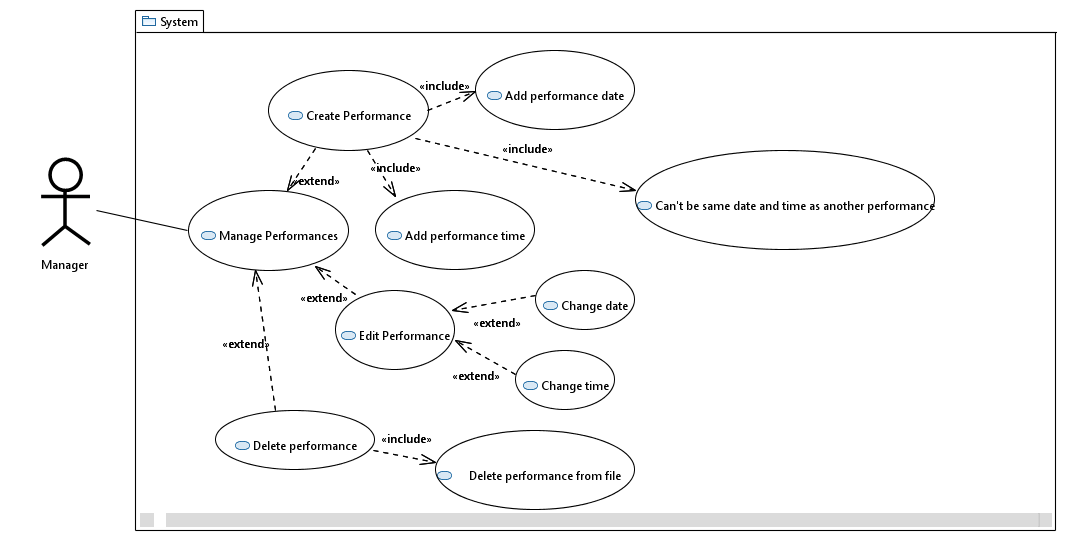 System
«include»
Add performance date
Create Performance
«include»
«include»
«extend»
Can't be same date and time as another performance
Manage Performances
Add performance time
Manager
«extend»
Change date
«extend»
Edit Performance
«extend»
«extend»
Change time
Delete performance
«include»
Delete performance from file